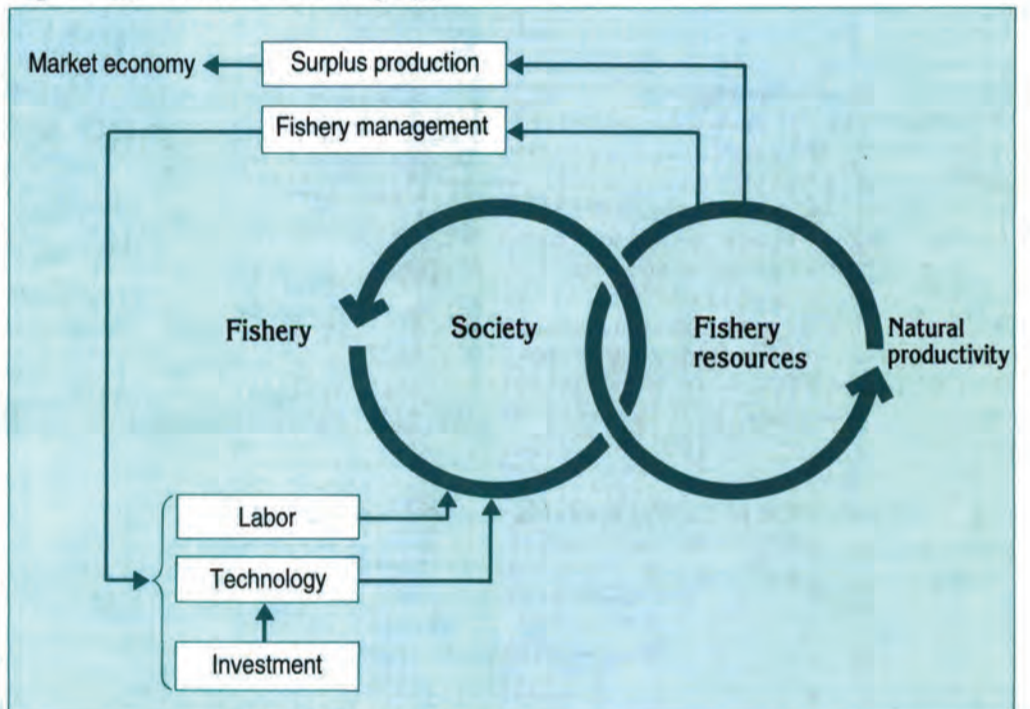 Market economy
Surplus production
Fishery management
Fishery
Society
Fishery
resources
Natural
productivity
Labor
Technology
Investment